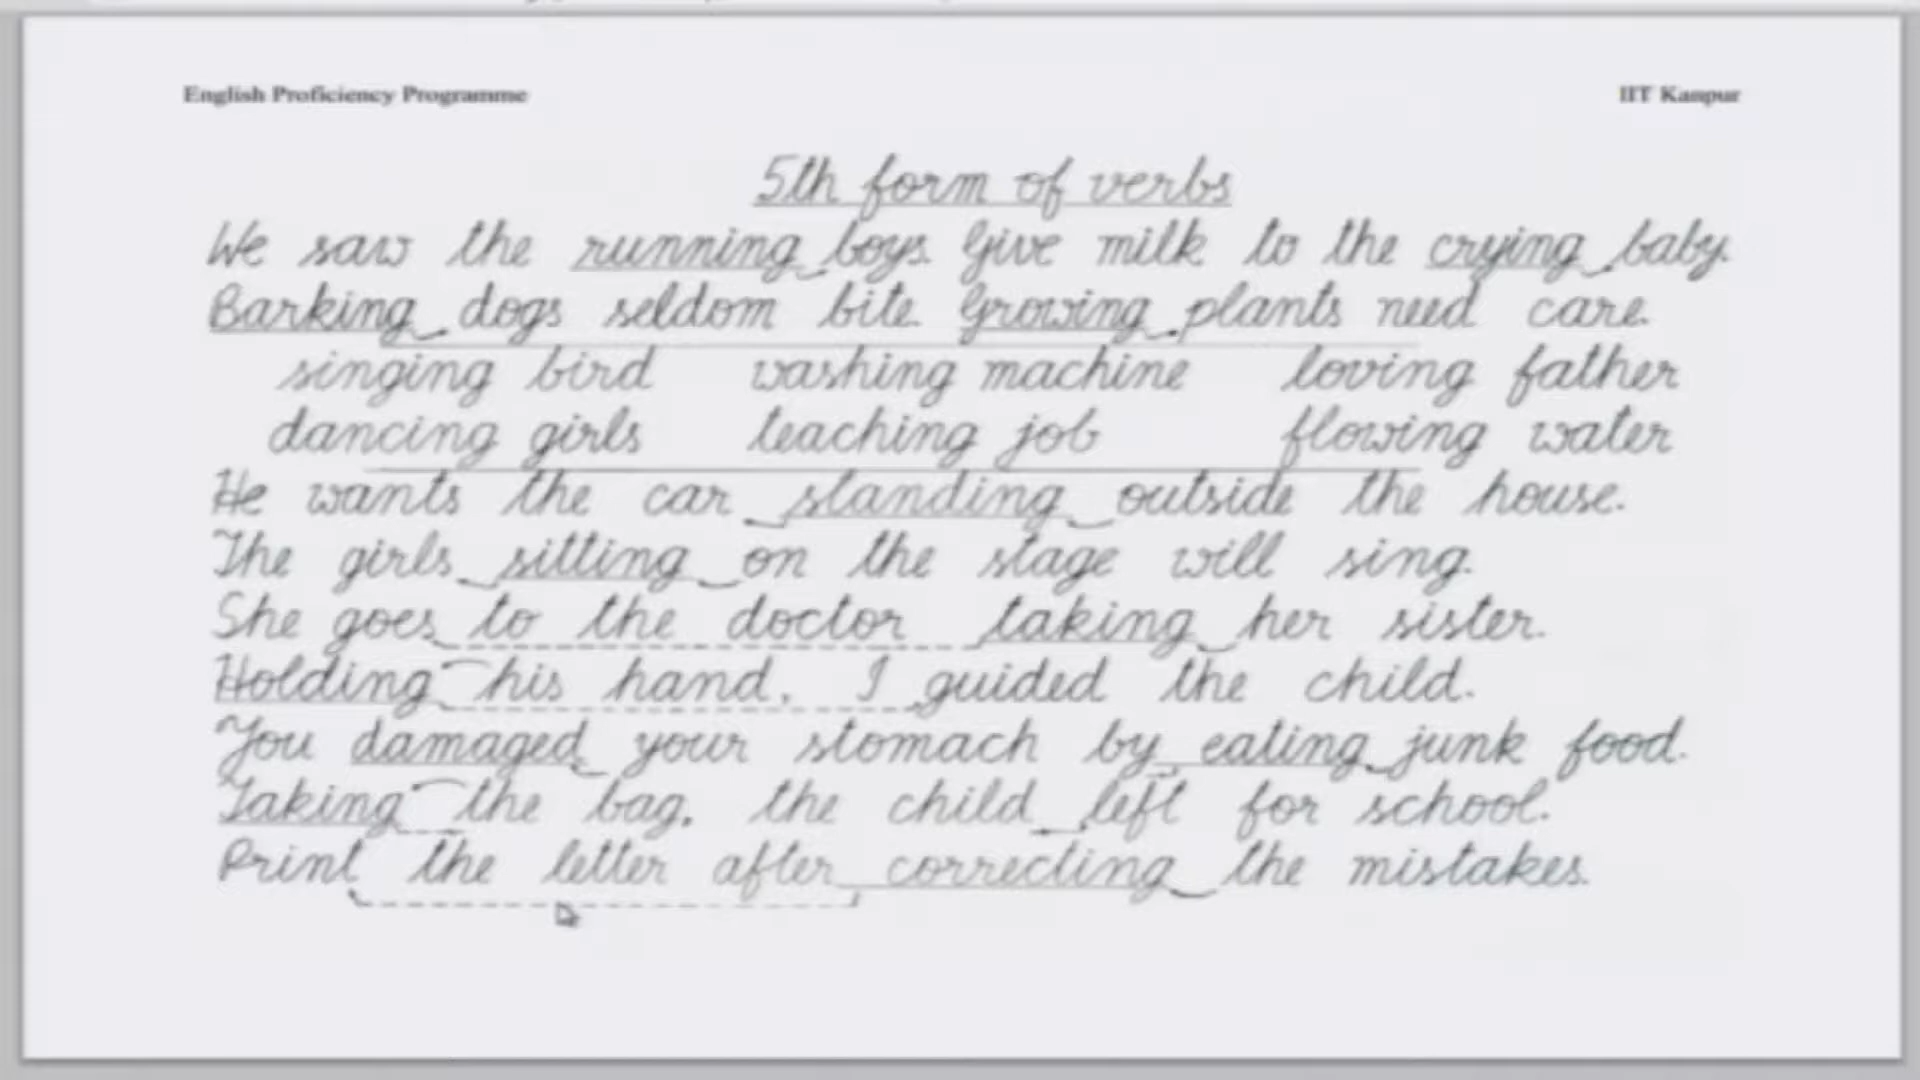 English Proficiency Programme IIT Kanpur
5th form of verbs
We saw the running boys. Give milk to the crying baby.
Barking dogs seldom bite. Growing plants need care.
singing bird washing machine loving father
dancing girls teaching job flowing water
He wants the car standing outside the house.
The girls sitting on the stage will sing.
She goes to the doctor taking her sister.
Holding his hand, I guided the child.
You damaged your stomach by eating junk food.
Taking the bag, the child left for school.
Print the letter after correcting the mistakes.